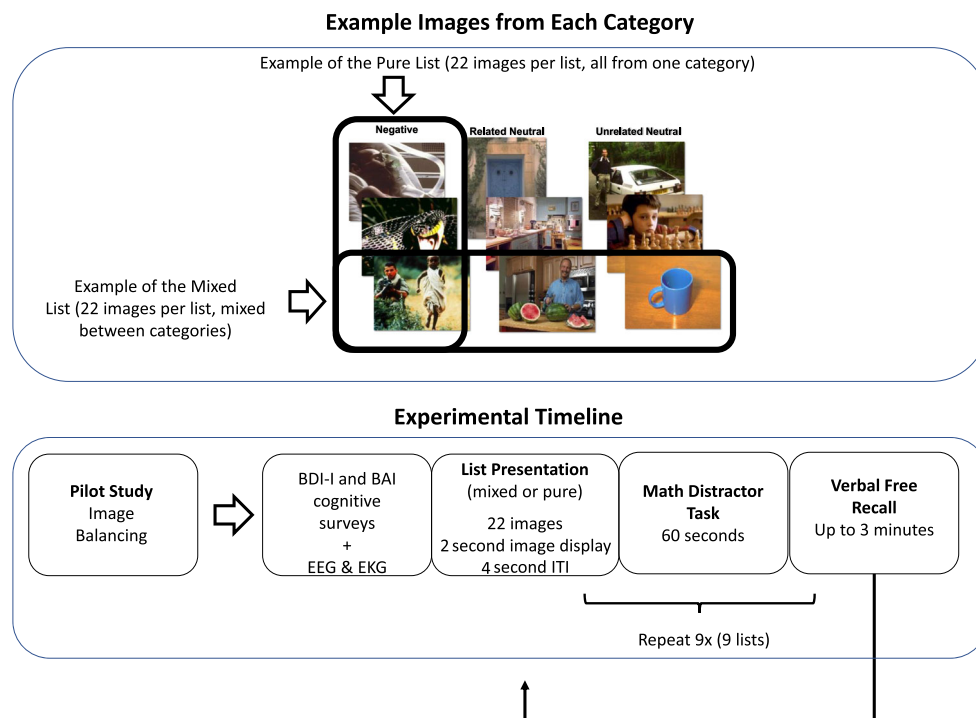 Example Images from Each Category
Example of the Pure List (22 images per list, all from one category)
Negative
Related Neutral
Unrelated Neutral
Example of the Mixed
List (22 images per list, mixed
between categories)
Experimental Timeline
Pilot Study
Image
Balancing
BDI-I and BAI
cognitive
surveys
+
EEG & EKG
List Presentation
(mixed or pure)
22 images
2 second image display
4 second ITI
Math Distractor
Task
60 seconds
Verbal Free
Recall
Up to 3 minutes
Repeat 9x (9 lists)